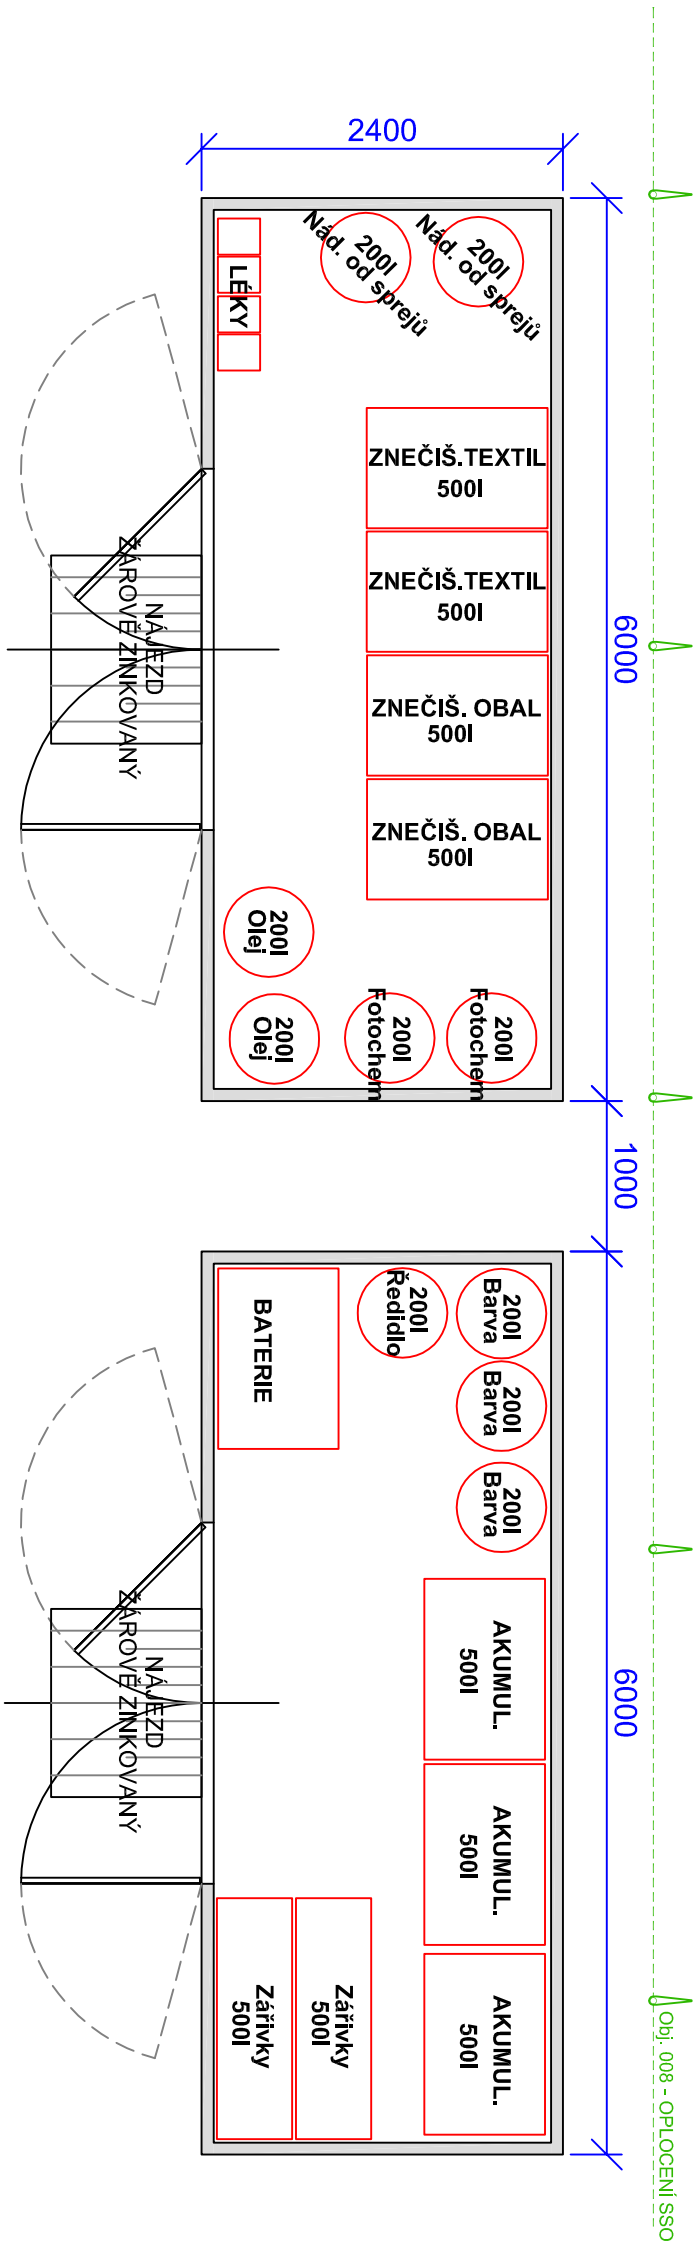 2400
200l
Nád. od sprejů
200l
Nád. od sprejů
LÉKY
ZNEČIŠ.TEXTIL
500l
ZNEČIŠ.TEXTIL
500l
6000
ZNEČIŠ. OBAL
500l
ZNEČIŠ. OBAL
500l
NÁJEZD
ŽÁROVĚ ZINKOVANÝ
200l
Olej
200l
Olej
200l
Fotochem
200l
Fotochem
1000
BATERIE
200l
Ředidlo
200l
Barva
200l
Barva
200l
Barva
AKUMUL.
500l
6000
NÁJEZD
ŽÁROVĚ ZINKOVANÝ
AKUMUL.
500l
AKUMUL.
500l
Zářivky
500l
Zářivky
500l
Obj. 008 - OPLOCENÍ SSO